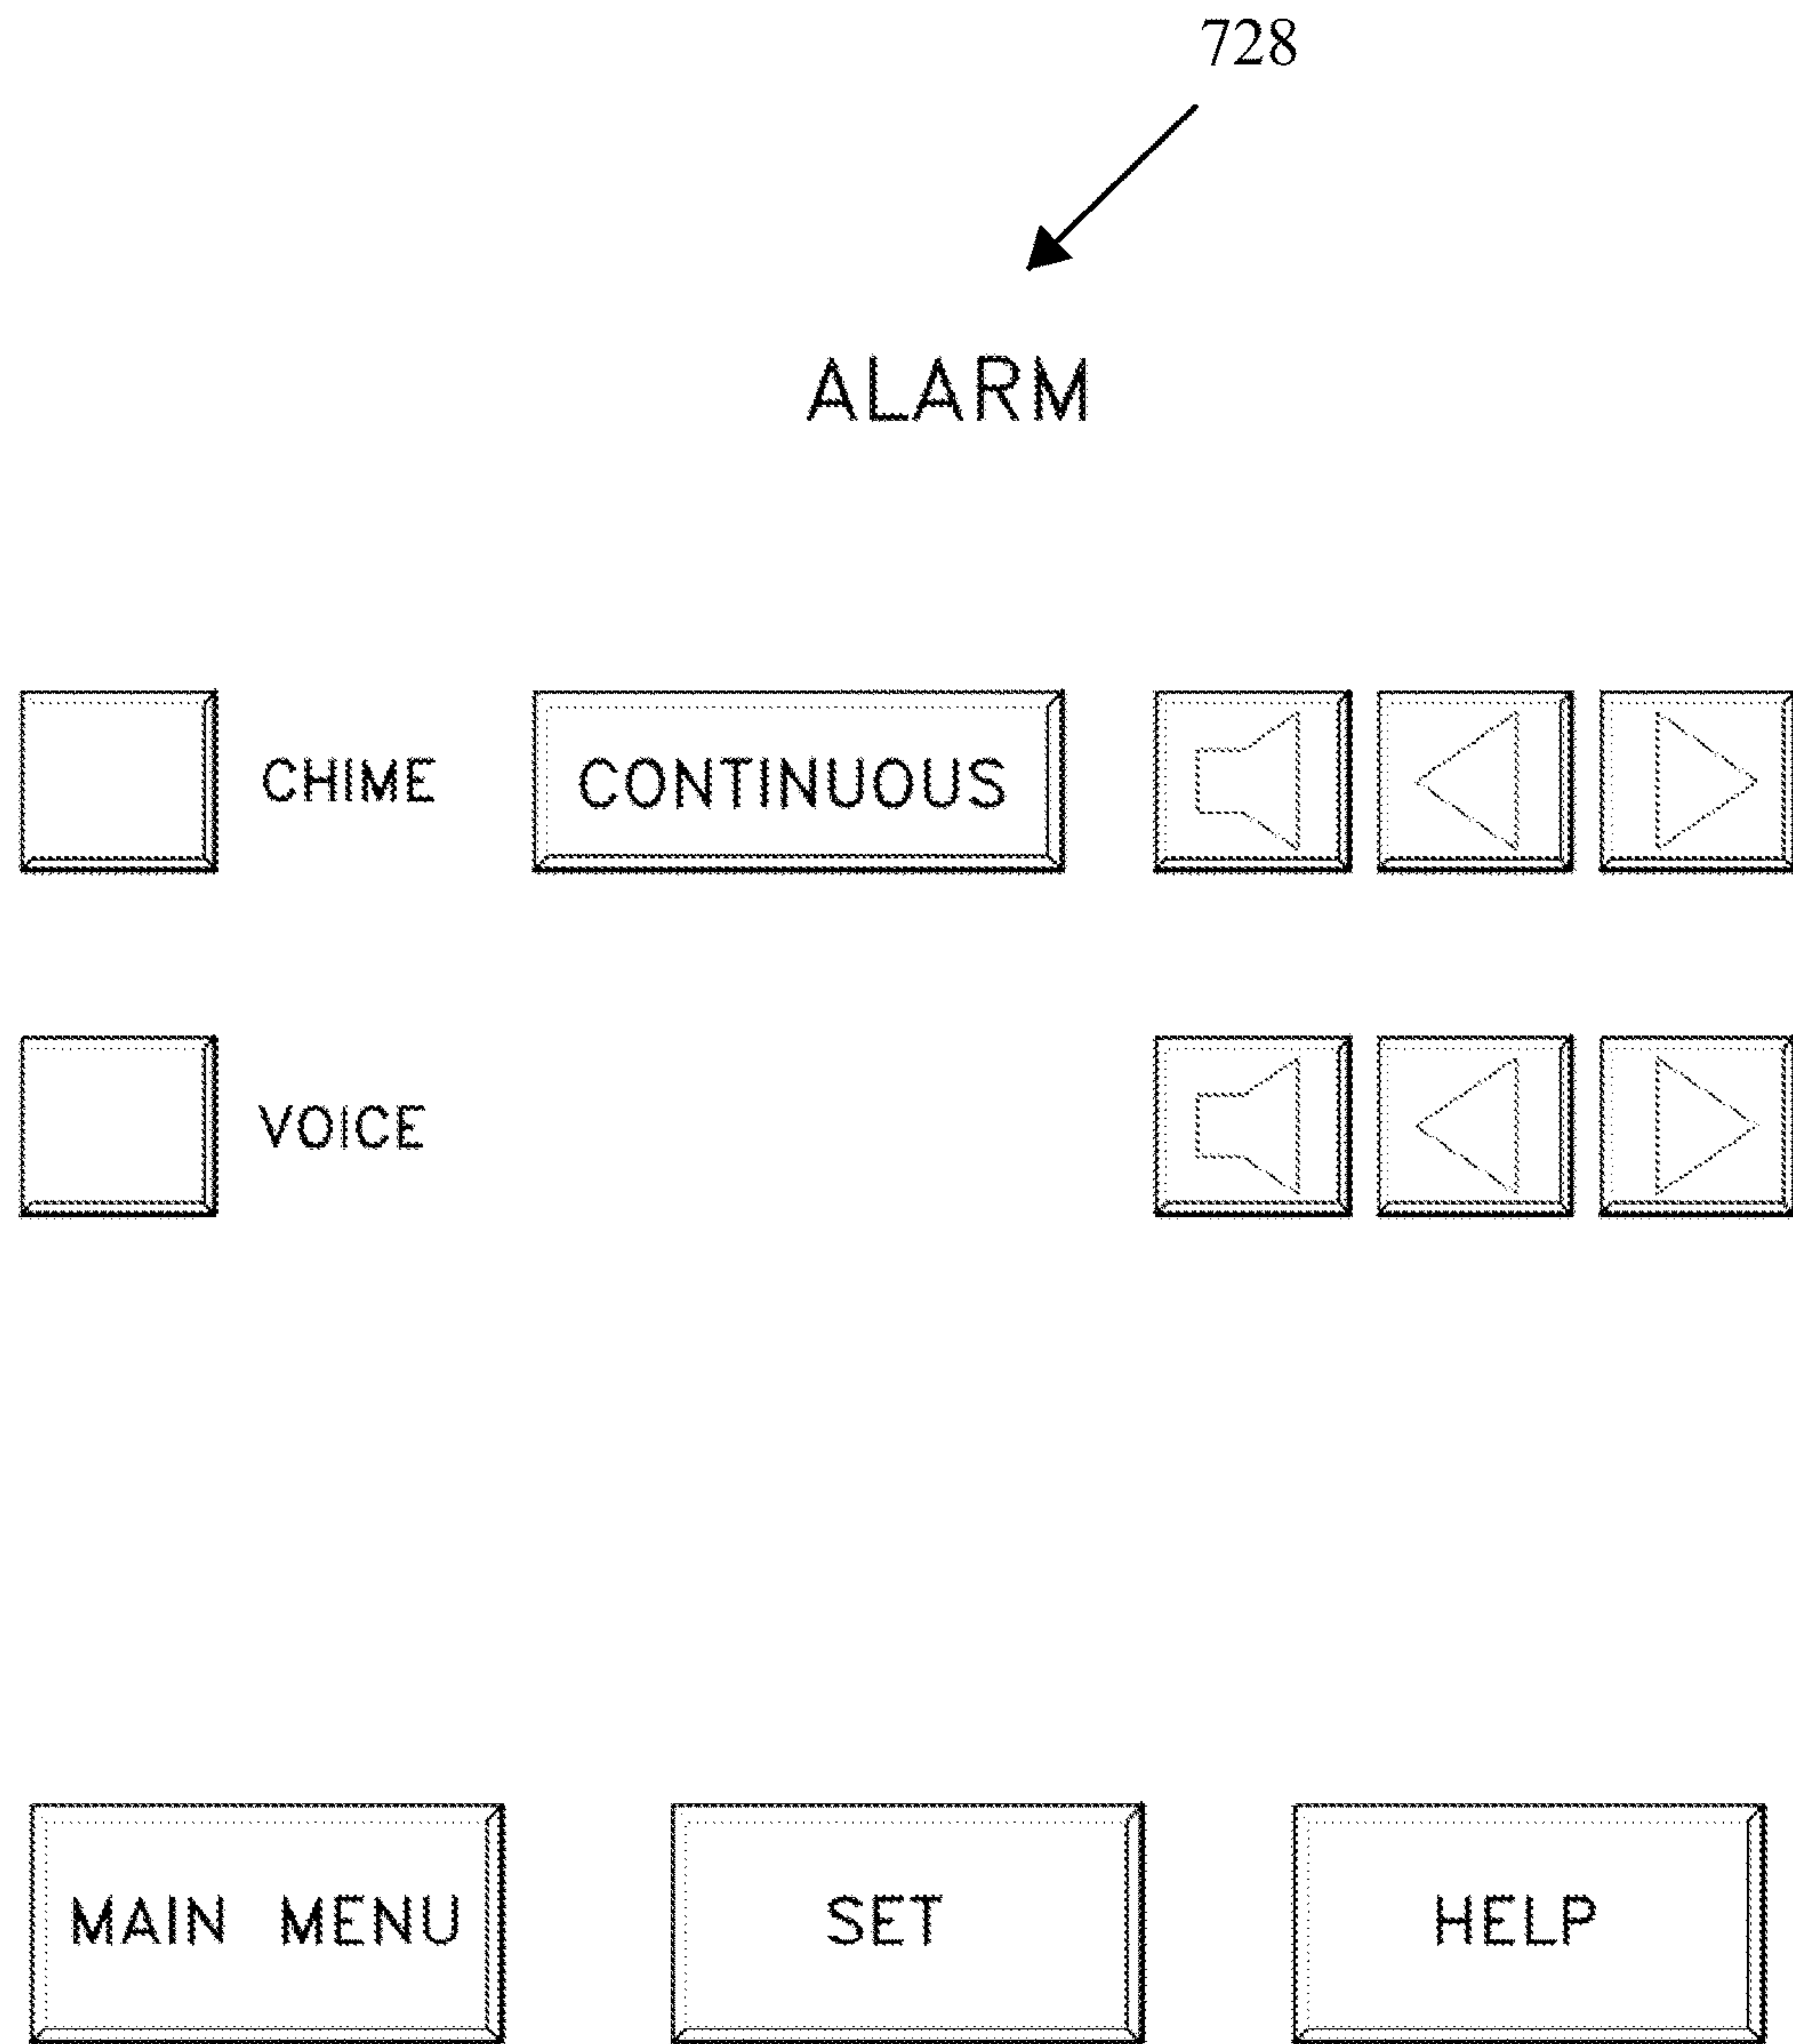 728
ALARM
CHIME CONTINUOUS
VOICE
MAIN MENU SET HELP